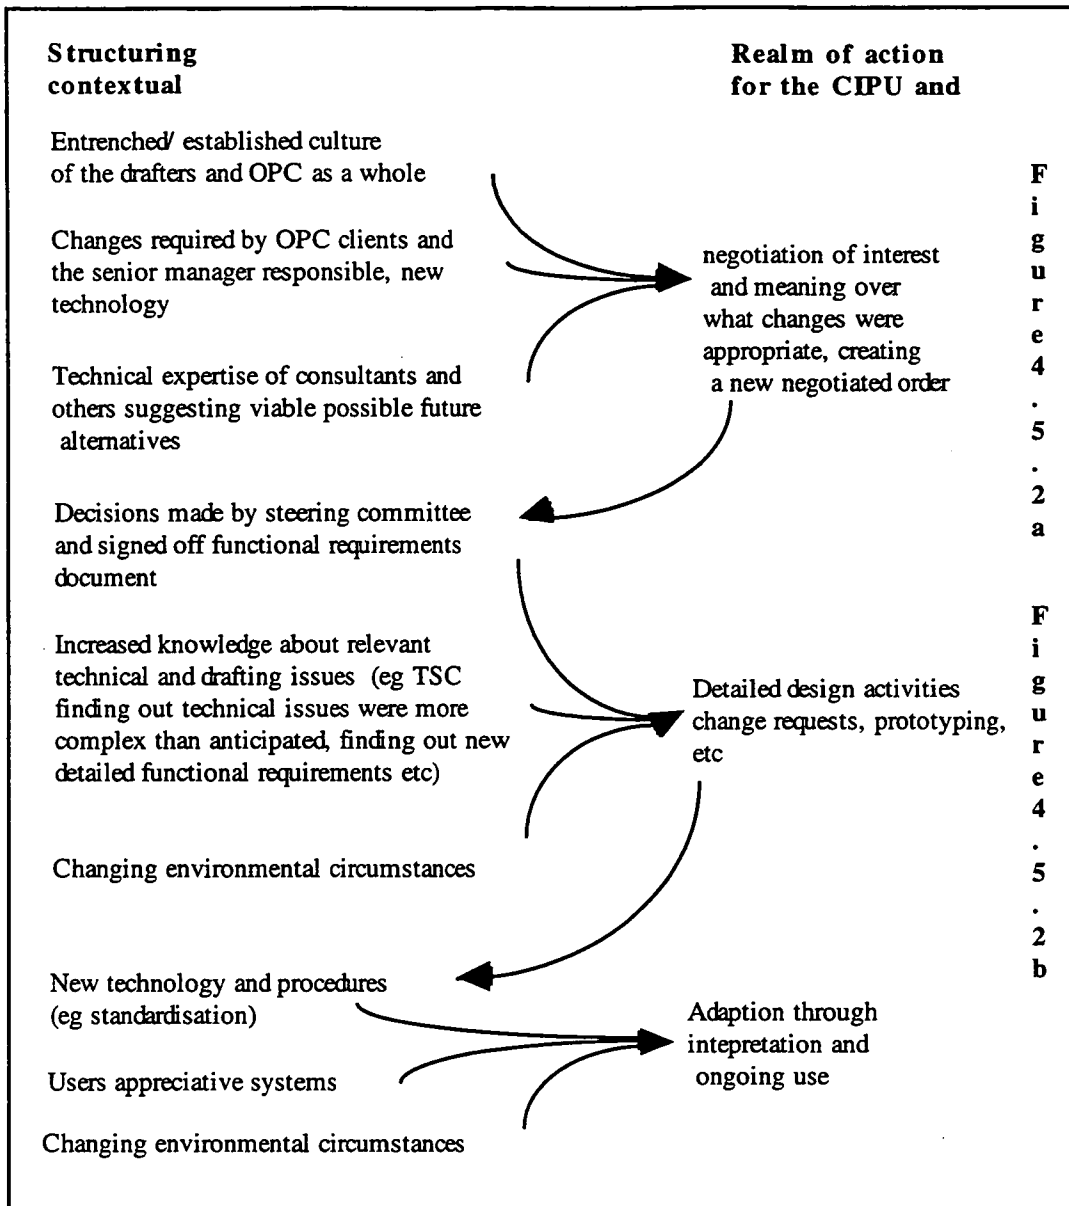 Structuring
contextual
Realm of action
for the CIPU and
Entrenched/ established culture
of the drafters and OPC as a whole
Changes required by OPC clients and
the senior manager responsible, new
technology
negotiation of interest
and meaning over
what changes were
appropriate, creating
a new negotiated order
Technical expertise of consultants and
others suggesting viable possible future
alternatives
Decisions made by steering committee
and signed off functional requirements
document
Increased knowledge about relevant
technical and drafting issues (eg TSC
finding out technical issues were more
complex than anticipated, finding out new
detailed functional requirements etc)
Detailed design activities
change requests, prototyping,
etc
Changing environmental circumstances
New technology and procedures
(eg standardisation)
Adaption through
intepretation and
ongoing use
Users appreciative systems
Changing environmental circumstances
Figure4.5.2a
Figure4.5.2b